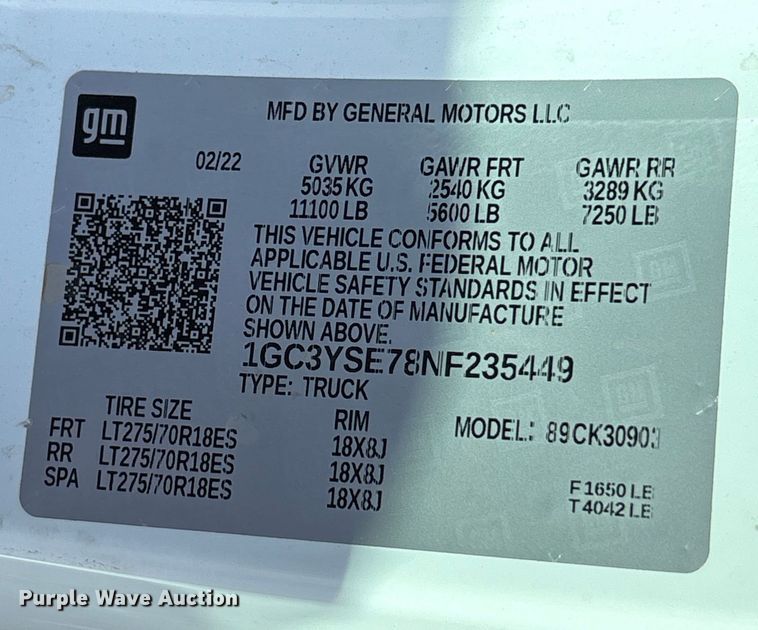 gm
MFD BY GENERAL MOTORS LLC
02/22 GVWR GAWR FRT GAWR RR
5035 KG 2540 KG 3289 KG
11100 LB 5600 LB 7250 LB
THIS VEHICLE CONFORMS TO ALL
APPLICABLE U.S. FEDERAL MOTOR
VEHICLE SAFETY STANDARDS IN EFFECT
ON THE DATE OF MANUFACTURE
SHOWN ABOVE.
1GC3YSE78NF235449
TYPE: TRUCK
TIRE SIZE RIM
FRT LT275/70R18ES 18X8J
RR LT275/70R18ES 18X8J
SPA LT275/70R18ES 18X8J
MODEL: 89CK30903
F1650 LB
T4042 LB
Purple Wave Auction